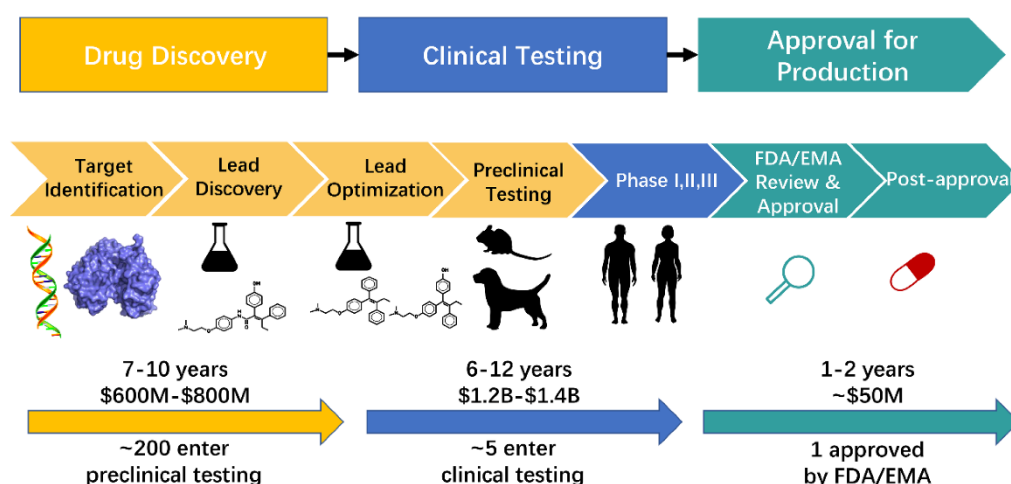 Drug Discovery
Clinical Testing
Approval for
Production
Target
Identification
Lead
Discovery
Lead
Optimization
Preclinical
Testing
Phase I,II,III
FDA/EMA
Review &
Approval
Post-approval
OH
N
O
H
N
O
N
O
OH
N
O
7-10 years
$600M-$800M
~200 enter
preclinical testing
6-12 years
$1.2B-$1.4B
~5 enter
clinical testing
1-2 years
~$50M
1 approved
by FDA/EMA